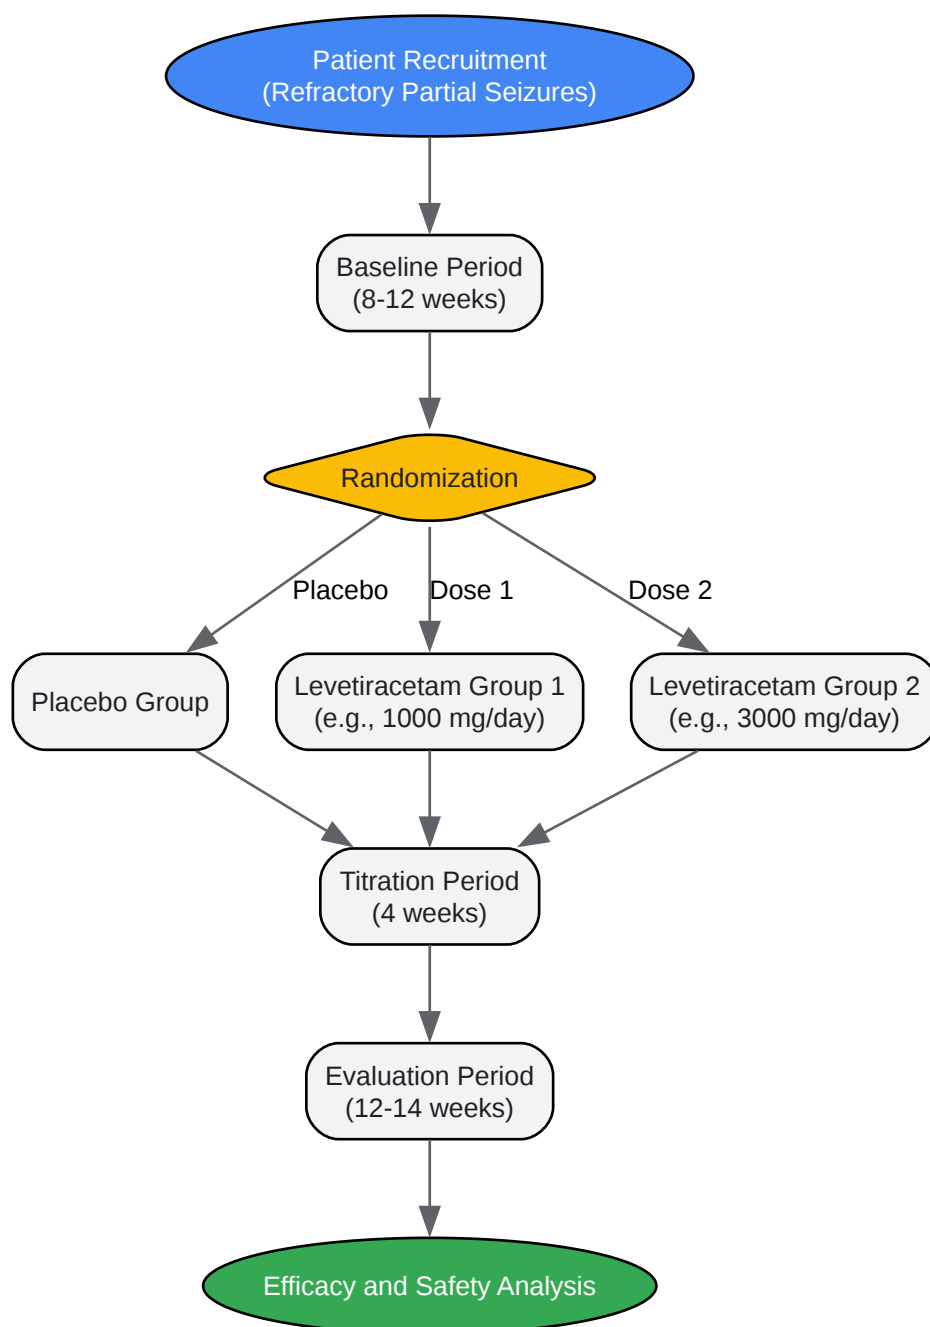 Patient Recruitment
(Refractory Partial Seizures)
Baseline Period
(8-12 weeks)
Randomization
Placebo
Dose 1
Dose 2
Placebo Group
Levetiracetam Group 1
(e.g., 1000 mg/day)
Levetiracetam Group 2
(e.g., 3000 mg/day)
Titration Period
(4 weeks)
Evaluation Period
(12-14 weeks)
Efficacy and Safety Analysis